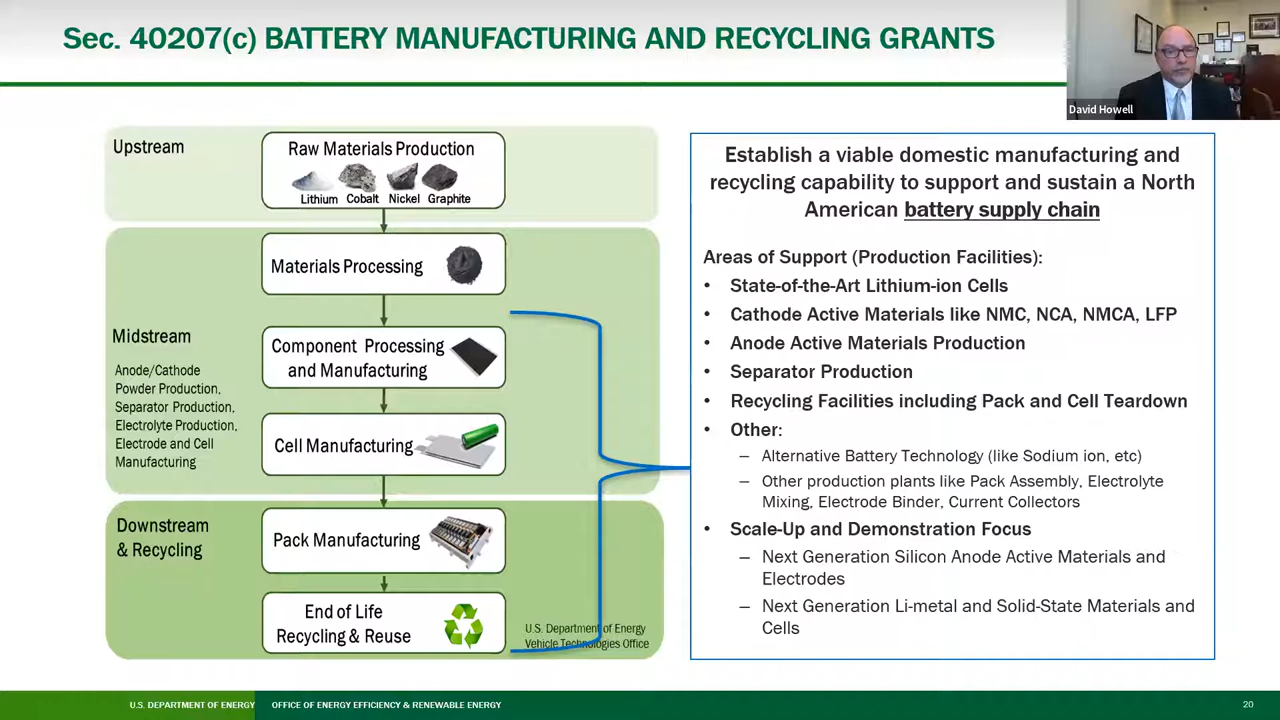 Sec. 40207(c) BATTERY MANUFACTURING AND RECYCLING GRANTS
David Howell
Upstream
Raw Materials Production
Lithium Cobalt Nickel Graphite
Materials Processing
Midstream
Anode/Cathode
Powder Production,
Separator Production,
Electrolyte Production,
Electrode and Cell
Manufacturing
Component Processing
and Manufacturing
Cell Manufacturing
Downstream
& Recycling
Pack Manufacturing
End of Life
Recycling & Reuse
U.S. Department of Energy
Vehicle Technologies Office
Establish a viable domestic manufacturing and
recycling capability to support and sustain a North
American battery supply chain
Areas of Support (Production Facilities):
• State-of-the-Art Lithium-ion Cells
• Cathode Active Materials like NMC, NCA, NMCA, LFP
• Anode Active Materials Production
• Separator Production
• Recycling Facilities including Pack and Cell Teardown
• Other:
– Alternative Battery Technology (like Sodium ion, etc)
– Other production plants like Pack Assembly, Electrolyte
Mixing, Electrode Binder, Current Collectors
• Scale-Up and Demonstration Focus
– Next Generation Silicon Anode Active Materials and
Electrodes
– Next Generation Li-metal and Solid-State Materials and
Cells
U.S. DEPARTMENT OF ENERGY OFFICE OF ENERGY EFFICIENCY & RENEWABLE ENERGY
20